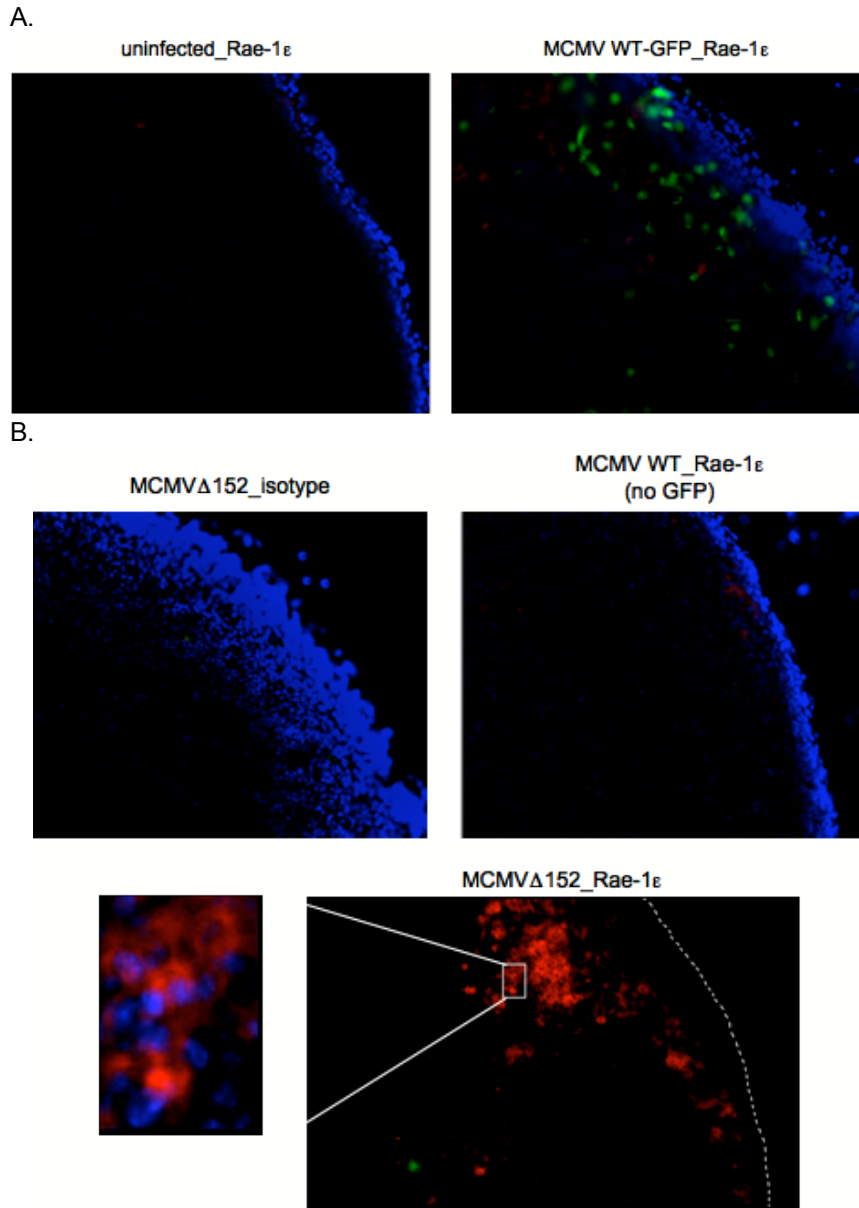 A.
uninfected_Rae-1ε
MCMV WT-GFP_Rae-1ε
B.
MCMVΔ152_isotype
MCMV WT_Rae-1ε
(no GFP)
MCMVΔ152_Rae-1ε